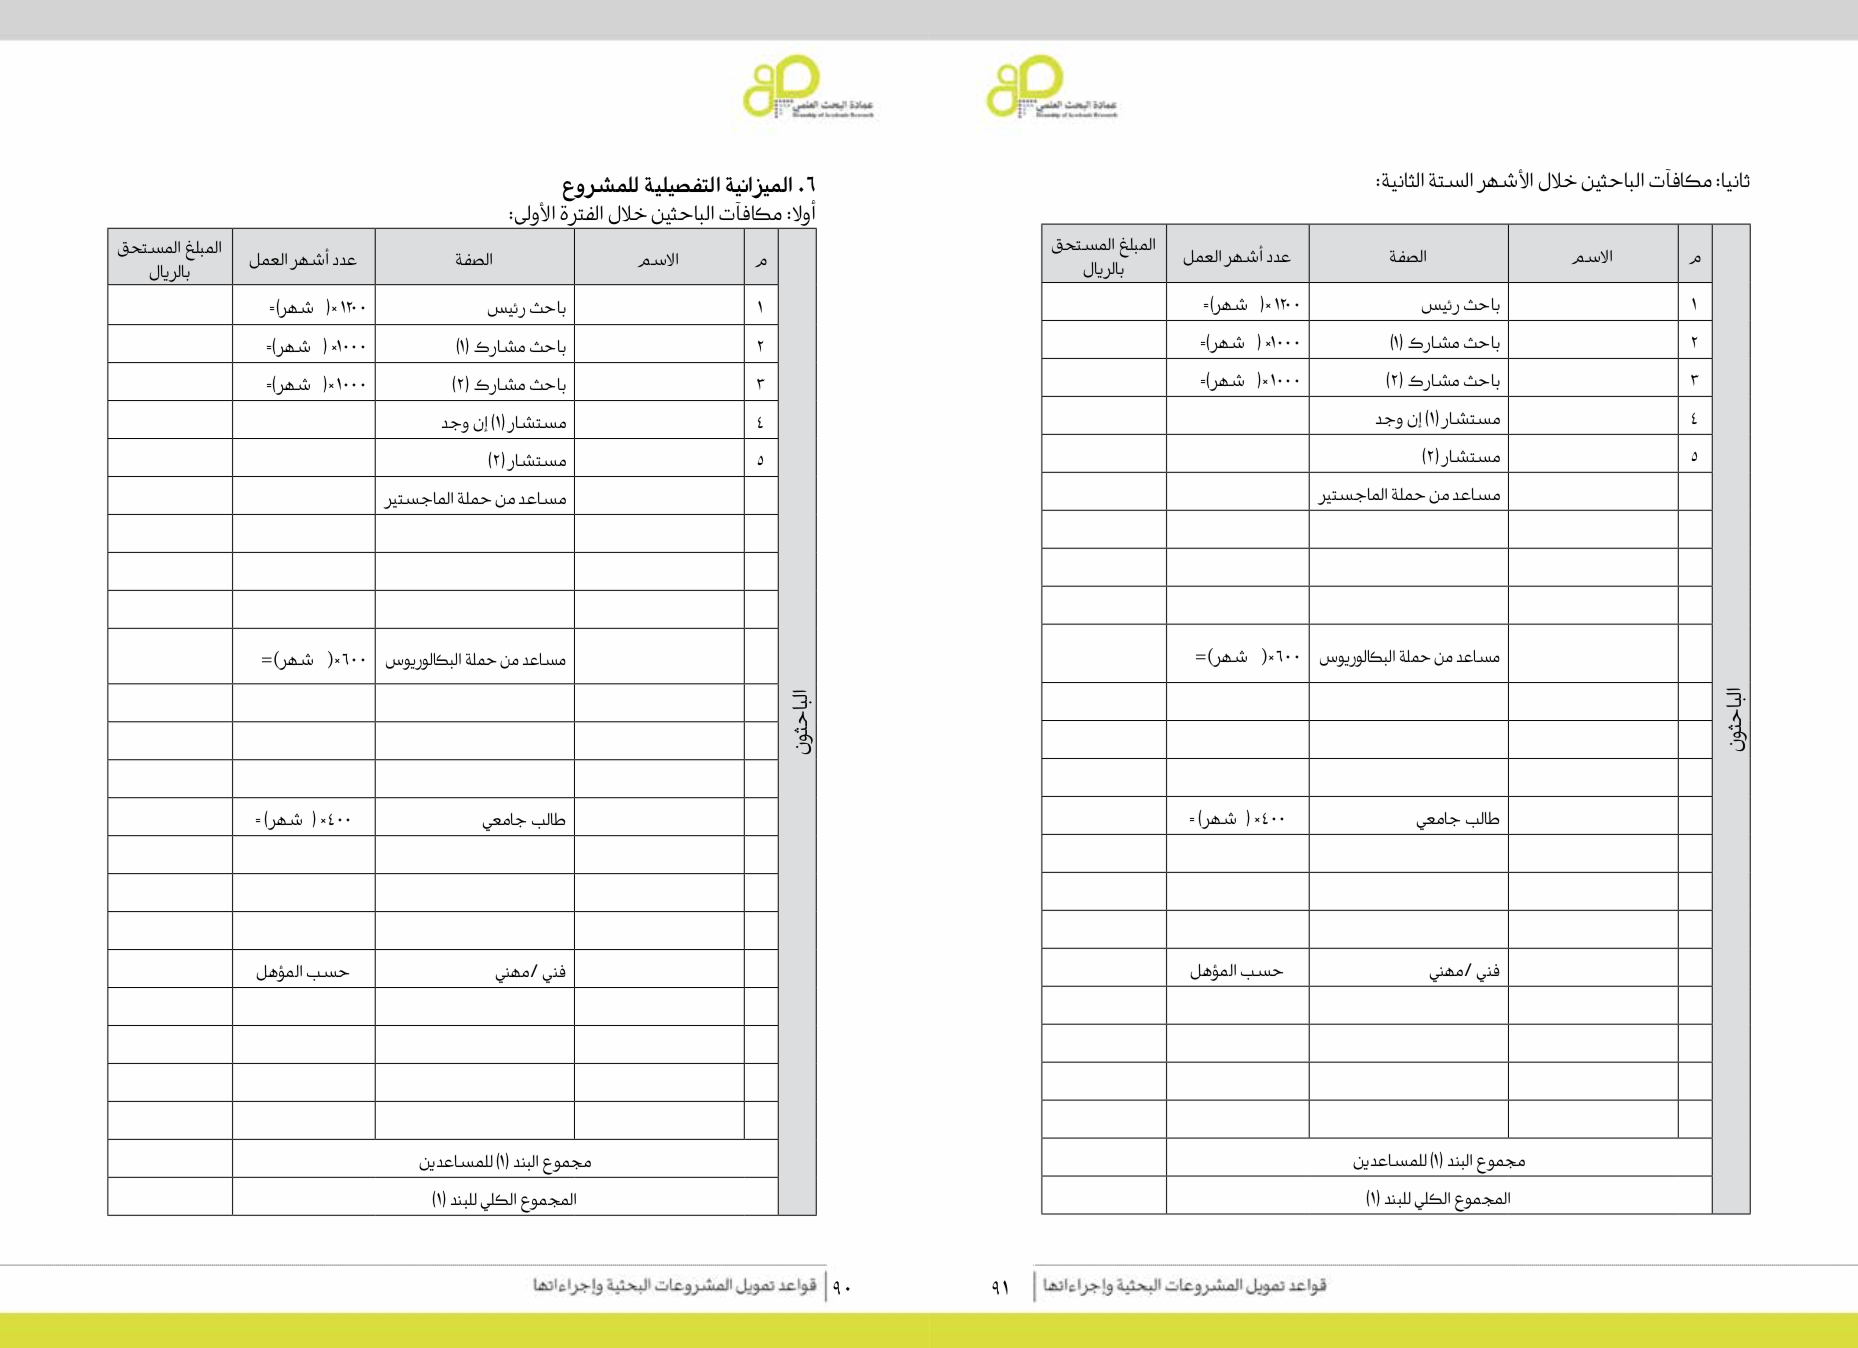 عمادة البحث العلمي
Deanship of Academic Research
٦. الميزانية التفصيلية للمشروع
أولا: مكافآت الباحثين خلال الفترة الأولى:
م الاسم الصفة عدد أشهر العمل المبلغ المستحق بالريال
١ باحث رئيس ١٢٠٠ ×( شهر)=
٢ باحث مشارك (١) ١٠٠٠× ( شهر)=
٣ باحث مشارك (٢) ١٠٠٠×( شهر)=
٤ مستشار (١) إن وجد
٥ مستشار (٢)
مساعد من حملة الماجستير
مساعد من حملة البكالوريوس ٦٠٠×( شهر)=
طالب جامعي ٤٠٠× ( شهر) =
فني /مهني حسب المؤهل
مجموع البند (١) للمساعدين
المجموع الكلي للبند (١)
الباحثون
٩٠ قواعد تمويل المشروعات البحثية وإجراءاتها
عمادة البحث العلمي
Deanship of Academic Research
ثانيا: مكافآت الباحثين خلال الأشهر الستة الثانية:
م الاسم الصفة عدد أشهر العمل المبلغ المستحق بالريال
١ باحث رئيس ١٢٠٠ ×( شهر)=
٢ باحث مشارك (١) ١٠٠٠× ( شهر)=
٣ باحث مشارك (٢) ١٠٠٠×( شهر)=
٤ مستشار (١) إن وجد
٥ مستشار (٢)
مساعد من حملة الماجستير
مساعد من حملة البكالوريوس ٦٠٠×( شهر)=
طالب جامعي ٤٠٠× ( شهر) =
فني /مهني حسب المؤهل
مجموع البند (١) للمساعدين
المجموع الكلي للبند (١)
الباحثون
قواعد تمويل المشروعات البحثية وإجراءاتها ٩١